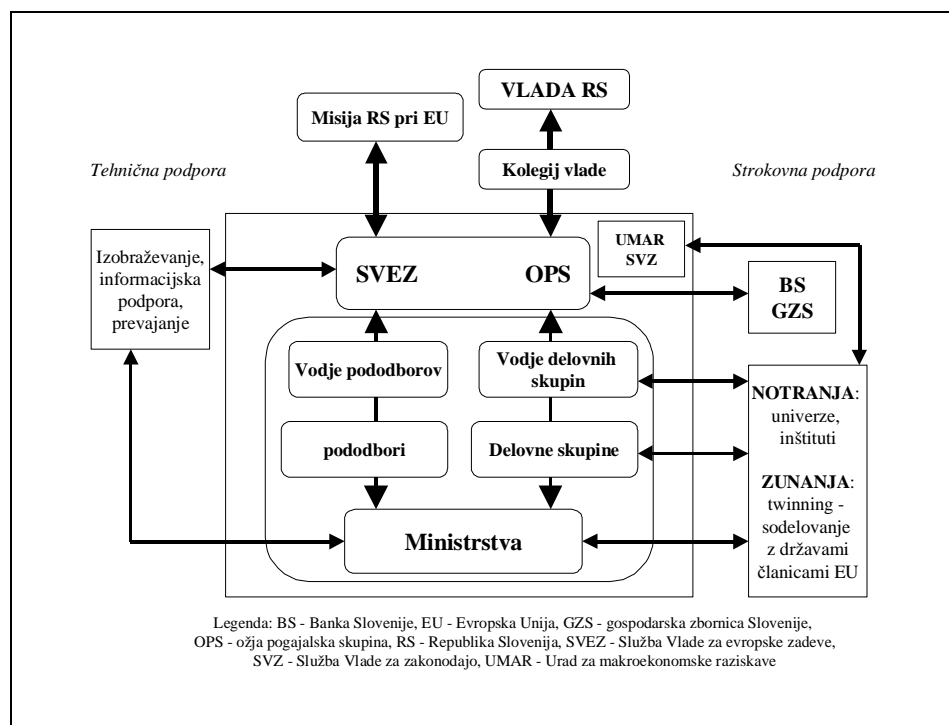 VLADA RS
Misija RS pri EU
Tehnična podpora
Kolegij vlade
Strokovna podpora
Izobraževanje,
informacijska
podpora,
prevajanje
SVEZ
OPS
UMAR
SVZ
BS
GZS
Vodje pododborov
Vodje delovnih
skupin
pododbori
Delovne skupine
Ministrstva
NOTRANJA:
univerze,
inštituti
ZUNANJA:
twinning -
sodelovanje
z državami
članicami EU
Legenda: BS - Banka Slovenije, EU - Evropska Unija, GZS - gospodarska zbornica Slovenije,
OPS - ožja pogajalska skupina, RS - Republika Slovenija, SVEZ - Služba Vlade za evropske zadeve,
SVZ - Služba Vlade za zakonodajo, UMAR - Urad za makroekonomske raziskave